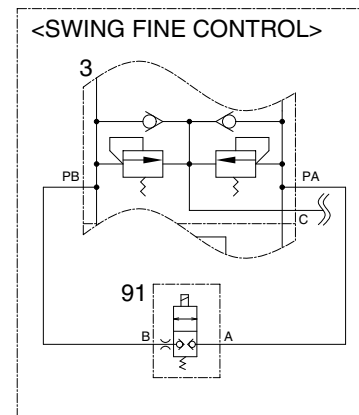 <SWING FINE CONTROL>
3
PB
PA
C
91
B
A